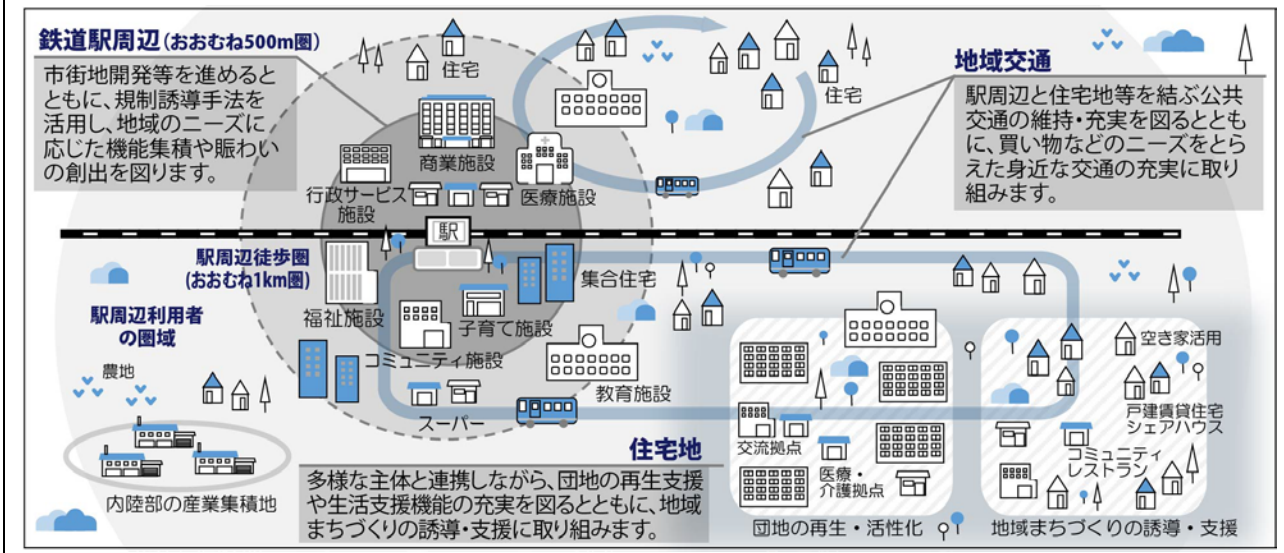 鉄道駅周辺(おおむね500m圏)
市街地開発等を進めると
ともに、規制誘導手法を
活用し、地域のニーズに
応じた機能集積や賑わい
の創出を図ります。
住宅
商業施設
行政サービス
施設
医療施設
駅
住宅
地域交通
駅周辺と住宅地等を結ぶ公共
交通の維持・充実を図るととも
に、買い物などのニーズをとら
えた身近な交通の充実に取り
組みます。
駅周辺徒歩圏
(おおむね1km圏)
集合住宅
福祉施設
子育て施設
コミュニティ施設
教育施設
スーパー
駅周辺利用者
の圏域
農地
内陸部の産業集積地
住宅地
多様な主体と連携しながら、団地の再生支援
や生活支援機能の充実を図るとともに、地域
まちづくりの誘導・支援に取り組みます。
交流拠点
医療・
介護拠点
団地の再生・活性化
空き家活用
戸建賃貸住宅
シェアハウス
コミュニティ
レストラン
地域まちづくりの誘導・支援